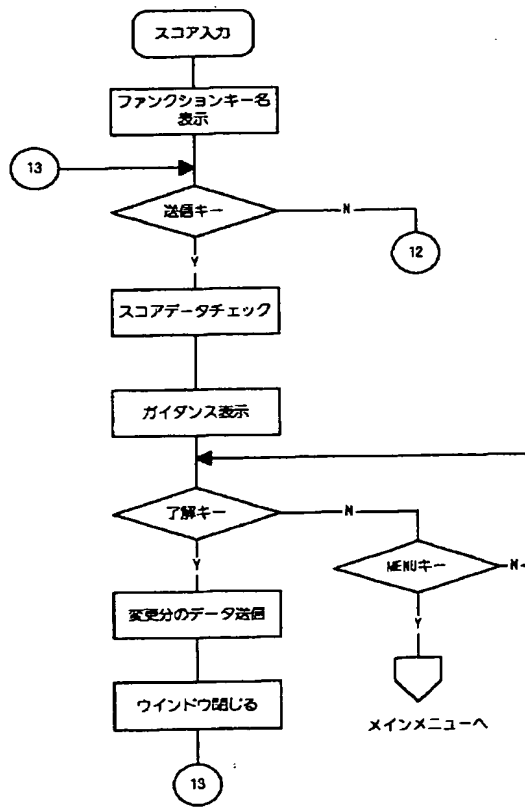 スコア入力
ファンクションキー名
表示
13
送信キー
N
12
Y
スコアデータチェック
ガイダンス表示
了解キー
N
Y
MENUキー
N
Y
変更分のデータ送信
ウインドウ閉じる
メインメニューへ
13